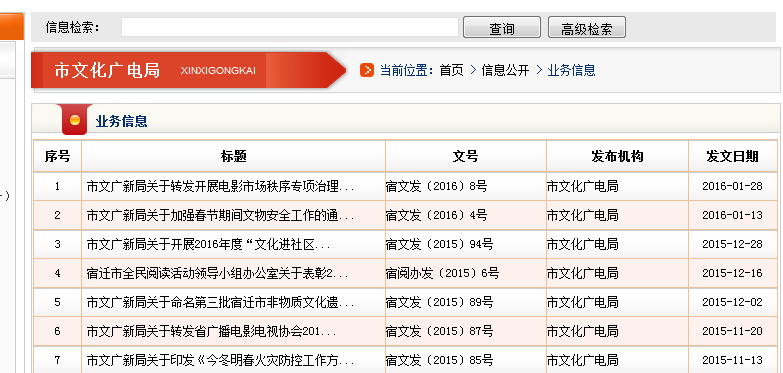 信息检索： 查询 高级检索
市文化广电局 XINXIGONGKAI 当前位置：首页 > 信息公开 > 业务信息
业务信息
序号 标题 文号 发布机构 发文日期
1 市文广新局关于转发开展电影市场秩序专项治理... 宿文发（2016）8号 市文化广电局 2016-01-28
2 市文广新局关于加强春节期间文物安全工作的通... 宿文发（2016）4号 市文化广电局 2016-01-13
3 市文广新局关于开展2016年度“文化进社区... 宿文发（2015）94号 市文化广电局 2015-12-28
4 宿迁市全民阅读活动领导小组办公室关于表彰2... 宿阅办发（2015）6号 市文化广电局 2015-12-16
5 市文广新局关于命名第三批宿迁市非物质文化遗... 宿文发（2015）89号 市文化广电局 2015-12-02
6 市文广新局关于转发省广播电影电视协会201... 宿文发（2015）87号 市文化广电局 2015-11-20
7 市文广新局关于印发《今冬明春火灾防控工作方... 宿文发（2015）85号 市文化广电局 2015-11-13